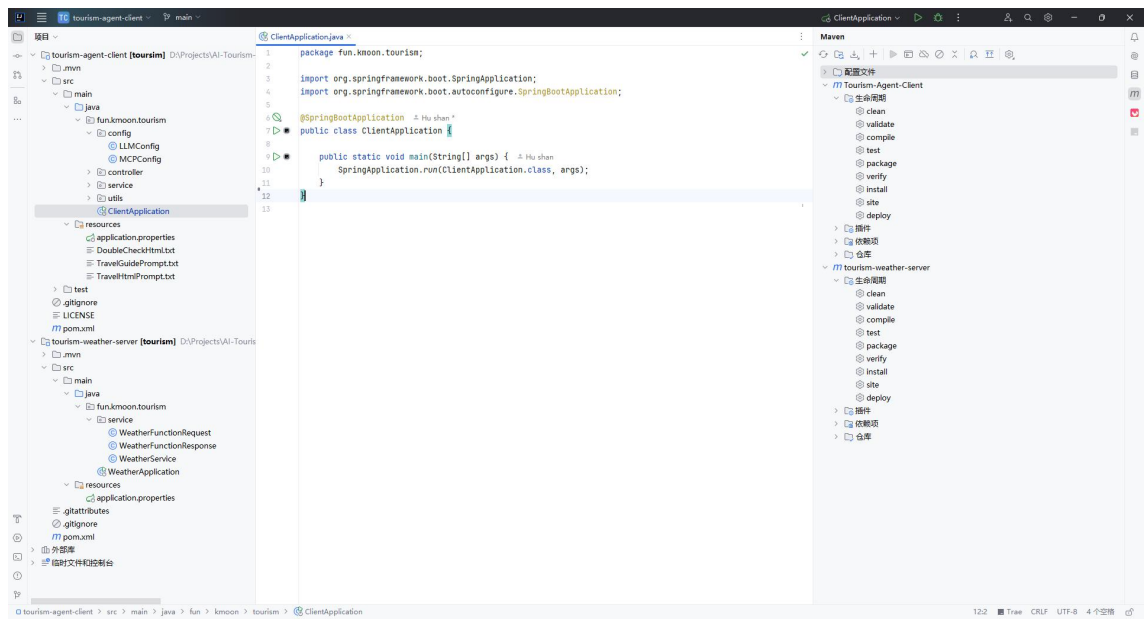 TC tourism-agent-client main
ClientApplication
项目
tourism-agent-client [toursim] D:\Projects\AI-Tourism-
.mvn
src
main
java
fun.kmoon.tourism
config
LLMConfig
MCPConfig
controller
service
utils
ClientApplication
resources
application.properties
DoubleCheckHtml.txt
TravelGuidePrompt.txt
TravelHtmlPrompt.txt
test
.gitignore
LICENSE
pom.xml
tourism-weather-server [tourism] D:\Projects\AI-Touris
.mvn
src
main
java
fun.kmoon.tourism
service
WeatherFunctionRequest
WeatherFunctionResponse
WeatherService
WeatherApplication
resources
application.properties
.gitattributes
.gitignore
pom.xml
外部库
临时文件和控制台
ClientApplication.java
1 package fun.kmoon.tourism;
2
3 import org.springframework.boot.SpringApplication;
4 import org.springframework.boot.autoconfigure.SpringBootApplication;
5
6 @SpringBootApplication Hu shan *
7 public class ClientApplication {
8
9 public static void main(String[] args) { Hu shan
10 SpringApplication.run(ClientApplication.class, args);
11 }
12 }
13
Maven
配置文件
Tourism-Agent-Client
生命周期
clean
validate
compile
test
package
verify
install
site
deploy
插件
依赖项
仓库
tourism-weather-server
生命周期
clean
validate
compile
test
package
verify
install
site
deploy
插件
依赖项
仓库
tourism-agent-client > src > main > java > fun > kmoon > tourism > ClientApplication
12:2 Trae CRLF UTF-8 4 个空格